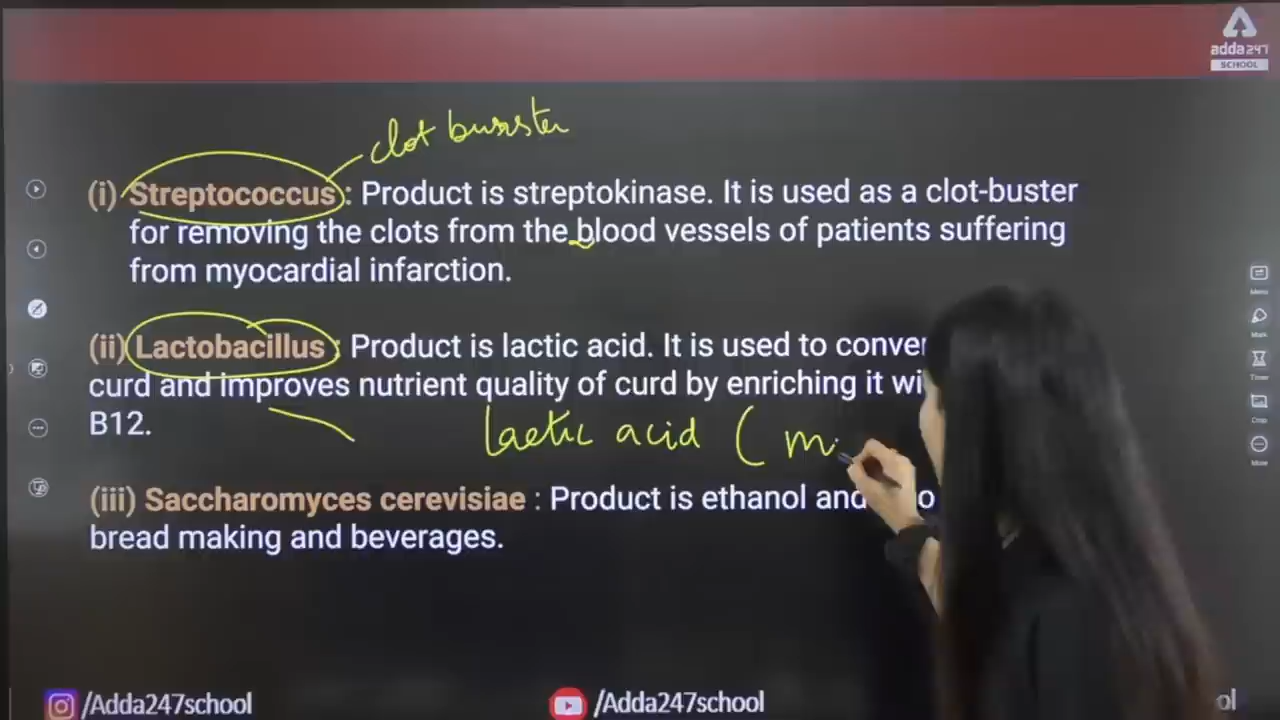 adda247
SCHOOL
clot burster
(i) Streptococcus : Product is streptokinase. It is used as a clot-buster
for removing the clots from the blood vessels of patients suffering
from myocardial infarction.
(ii) Lactobacillus : Product is lactic acid. It is used to
curd and improves nutrient quality of curd by enriching it
B12.
lactic acid (
(iii) Saccharomyces cerevisiae : Product is ethanol and
bread making and beverages.
/Adda247school
/Adda247school